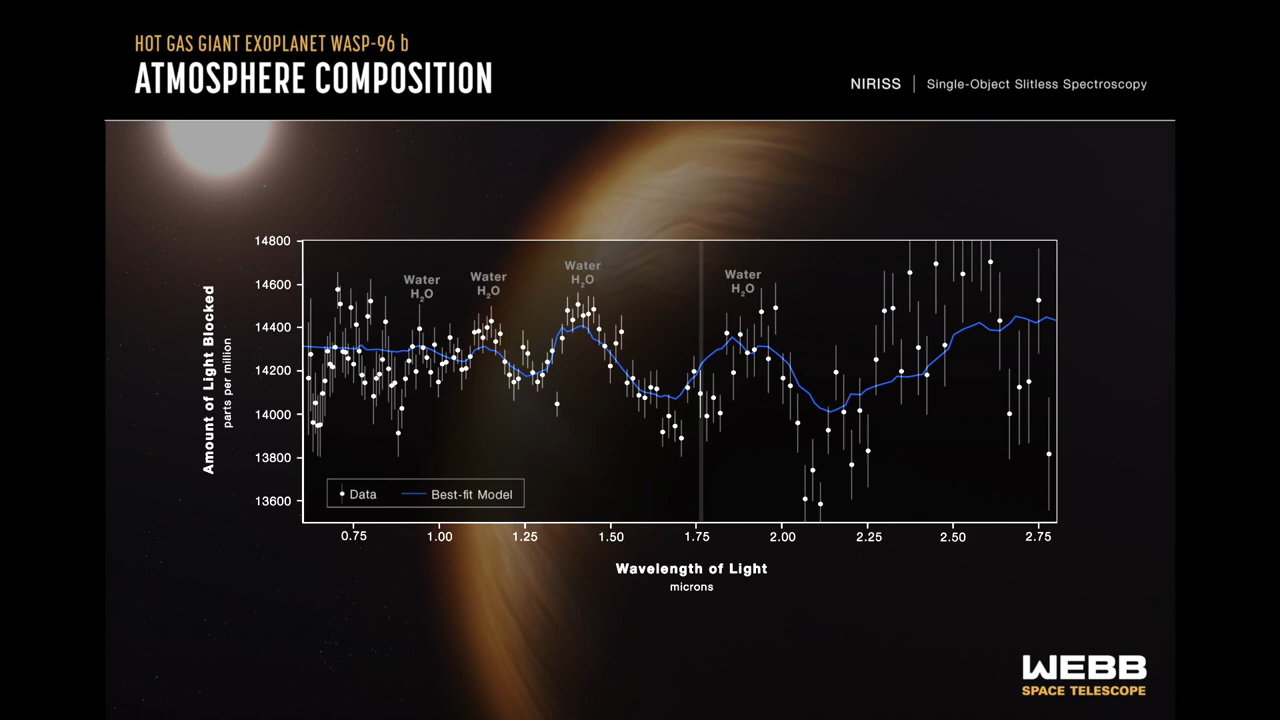 HOT GAS GIANT EXOPLANET WASP-96 b
ATMOSPHERE COMPOSITION
NIRISS | Single-Object Slitless Spectroscopy
14800
14600
14400
14200
14000
13800
13600
Amount of Light Blocked
parts per million
Water
H₂O
Water
H₂O
Water
H₂O
Water
H₂O
Data
Best-fit Model
0.75 1.00 1.25 1.50 1.75 2.00 2.25 2.50 2.75
Wavelength of Light
microns
WEBB
SPACE TELESCOPE